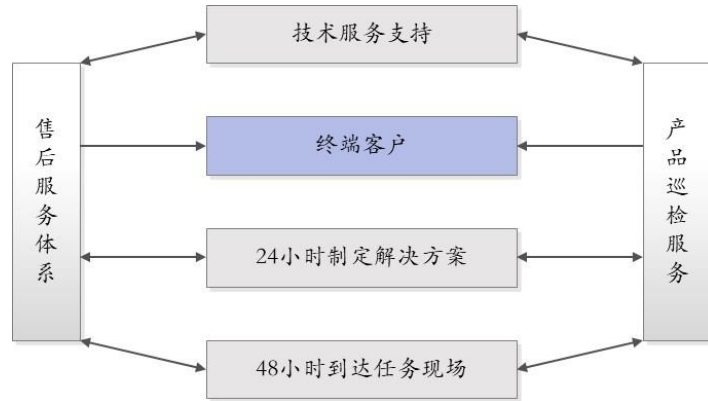 技术服务支持
售后服务体系
终端客户
产品巡检服务
24小时制定解决方案
48小时到达任务现场